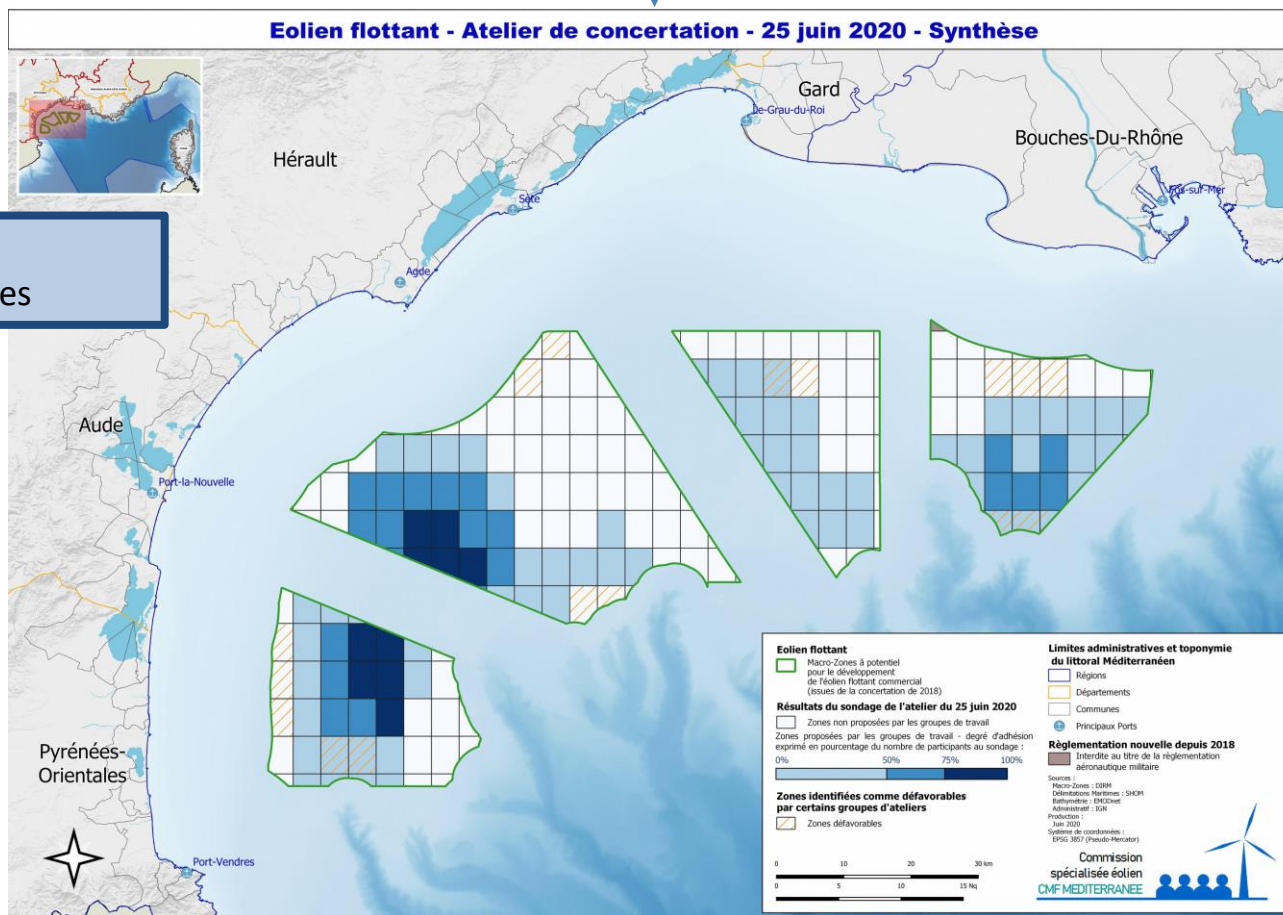 Eolien flottant - Atelier de concertation - 25 juin 2020 - Synthèse
Gard
Le-Grau-du-Roi
Bouches-Du-Rhône
Hérault
Sète
Fos-sur-Mer
es
Agde
Aude
Port-la-Nouvelle
Pyrénées-
Orientales
Port-Vendres
Eolien flottant
Macro-Zones à potentiel
pour le développement
de l'éolien flottant commercial
(issues de la concertation de 2018)
Résultats du sondage de l'atelier du 25 juin 2020
Zones non proposées par les groupes de travail
Zones proposées par les groupes de travail - degré d'adhésion
exprimé en pourcentage du nombre de participants au sondage :
0% 50% 75% 100%
Zones identifiées comme défavorables
par certains groupes d'ateliers
Zones défavorables
0 10 20 30 km
0 5 10 15 Nq
Limites administratives et toponymie
du littoral Méditerranéen
Régions
Départements
Communes
Principaux Ports
Règlementation nouvelle depuis 2018
Interdite au titre de la règlementation
aéronautique militaire
Sources :
Macro-Zones : DIRM
Délimitations Maritimes : SHOM
Bathymétrie : EMODnet
Administratif : IGN
Production :
Juin 2020
Système de coordonnées :
EPSG 3857 (Pseudo-Mercator)
Commission
spécialisée éolien
CMF MEDITERRANEE